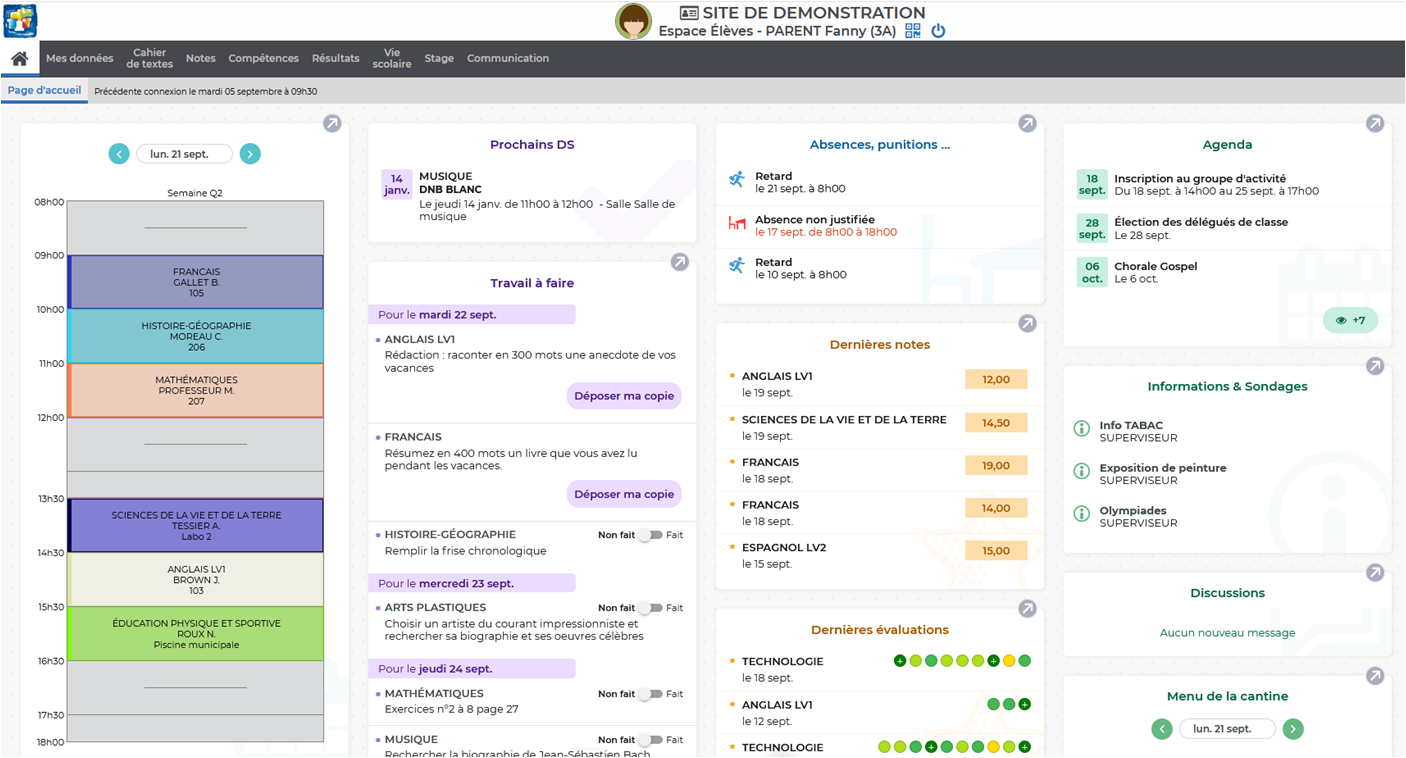 SITE DE DEMONSTRATION
Espace Élèves - PARENT Fanny (3A)
Mes données
Cahier
de textes
Notes
Compétences
Résultats
Vie
scolaire
Stage
Communication
Page d'accueil
Précédente connexion le mardi 05 septembre à 09h30
lun. 21 sept.
Semaine Q2
08h00
09h00
FRANCAIS
GALLET B.
105
10h00
HISTOIRE-GÉOGRAPHIE
MOREAU C.
206
11h00
MATHÉMATIQUES
PROFESSEUR M.
207
12h00
13h30
SCIENCES DE LA VIE ET DE LA TERRE
TESSIER A.
Labo 2
14h30
ANGLAIS LV1
BROWN J.
103
15h30
ÉDUCATION PHYSIQUE ET SPORTIVE
ROUX N.
Piscine municipale
16h30
17h30
18h00
Prochains DS
14
janv.
MUSIQUE
DNB BLANC
Le jeudi 14 janv. de 11h00 à 12h00 - Salle Salle de
musique
Travail à faire
Pour le mardi 22 sept.
ANGLAIS LV1
Rédaction : raconter en 300 mots une anecdote de vos
vacances
Déposer ma copie
FRANCAIS
Résumez en 400 mots un livre que vous avez lu
pendant les vacances.
Déposer ma copie
HISTOIRE-GÉOGRAPHIE Non fait Fait
Remplir la frise chronologique
Pour le mercredi 23 sept.
ARTS PLASTIQUES Non fait Fait
Choisir un artiste du courant impressionniste et
rechercher sa biographie et ses oeuvres célèbres
Pour le jeudi 24 sept.
MATHÉMATIQUES Non fait Fait
Exercices n°2 à 8 page 27
MUSIQUE Non fait Fait
Rechercher la biographie de Jean-Sébastien Bach
Absences, punitions ...
Retard
le 21 sept. à 8h00
Absence non justifiée
le 17 sept. de 8h00 à 18h00
Retard
le 10 sept. à 8h00
Dernières notes
ANGLAIS LV1 12,00
le 19 sept.
SCIENCES DE LA VIE ET DE LA TERRE 14,50
le 19 sept.
FRANCAIS 19,00
le 18 sept.
FRANCAIS 14,00
le 18 sept.
ESPAGNOL LV2 15,00
le 15 sept.
Dernières évaluations
TECHNOLOGIE
le 18 sept.
ANGLAIS LV1
le 12 sept.
TECHNOLOGIE
Agenda
18
sept.
Inscription au groupe d'activité
Du 18 sept. à 14h00 au 25 sept. à 17h00
28
sept.
Élection des délégués de classe
Le 28 sept.
06
oct.
Chorale Gospel
Le 6 oct.
+7
Informations & Sondages
Info TABAC
SUPERVISEUR
Exposition de peinture
SUPERVISEUR
Olympiades
SUPERVISEUR
Discussions
Aucun nouveau message
Menu de la cantine
lun. 21 sept.